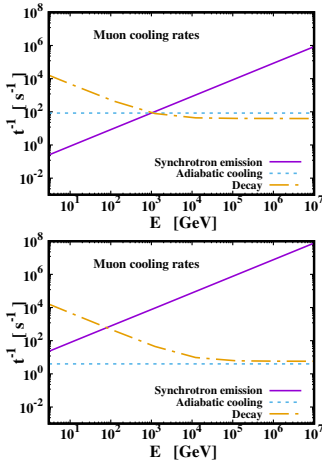 10^8
Muon cooling rates
10^6
10^4
t^-1 [ s^-1]
10^2
10^0
Synchrotron emission
Adiabatic cooling
10^-2
Decay
10^1 10^2 10^3 10^4 10^5 10^6 10^7
E [GeV]
10^8
Muon cooling rates
10^6
10^4
t^-1 [ s^-1]
10^2
10^0
Synchrotron emission
Adiabatic cooling
10^-2
Decay
10^1 10^2 10^3 10^4 10^5 10^6 10^7
E [GeV]